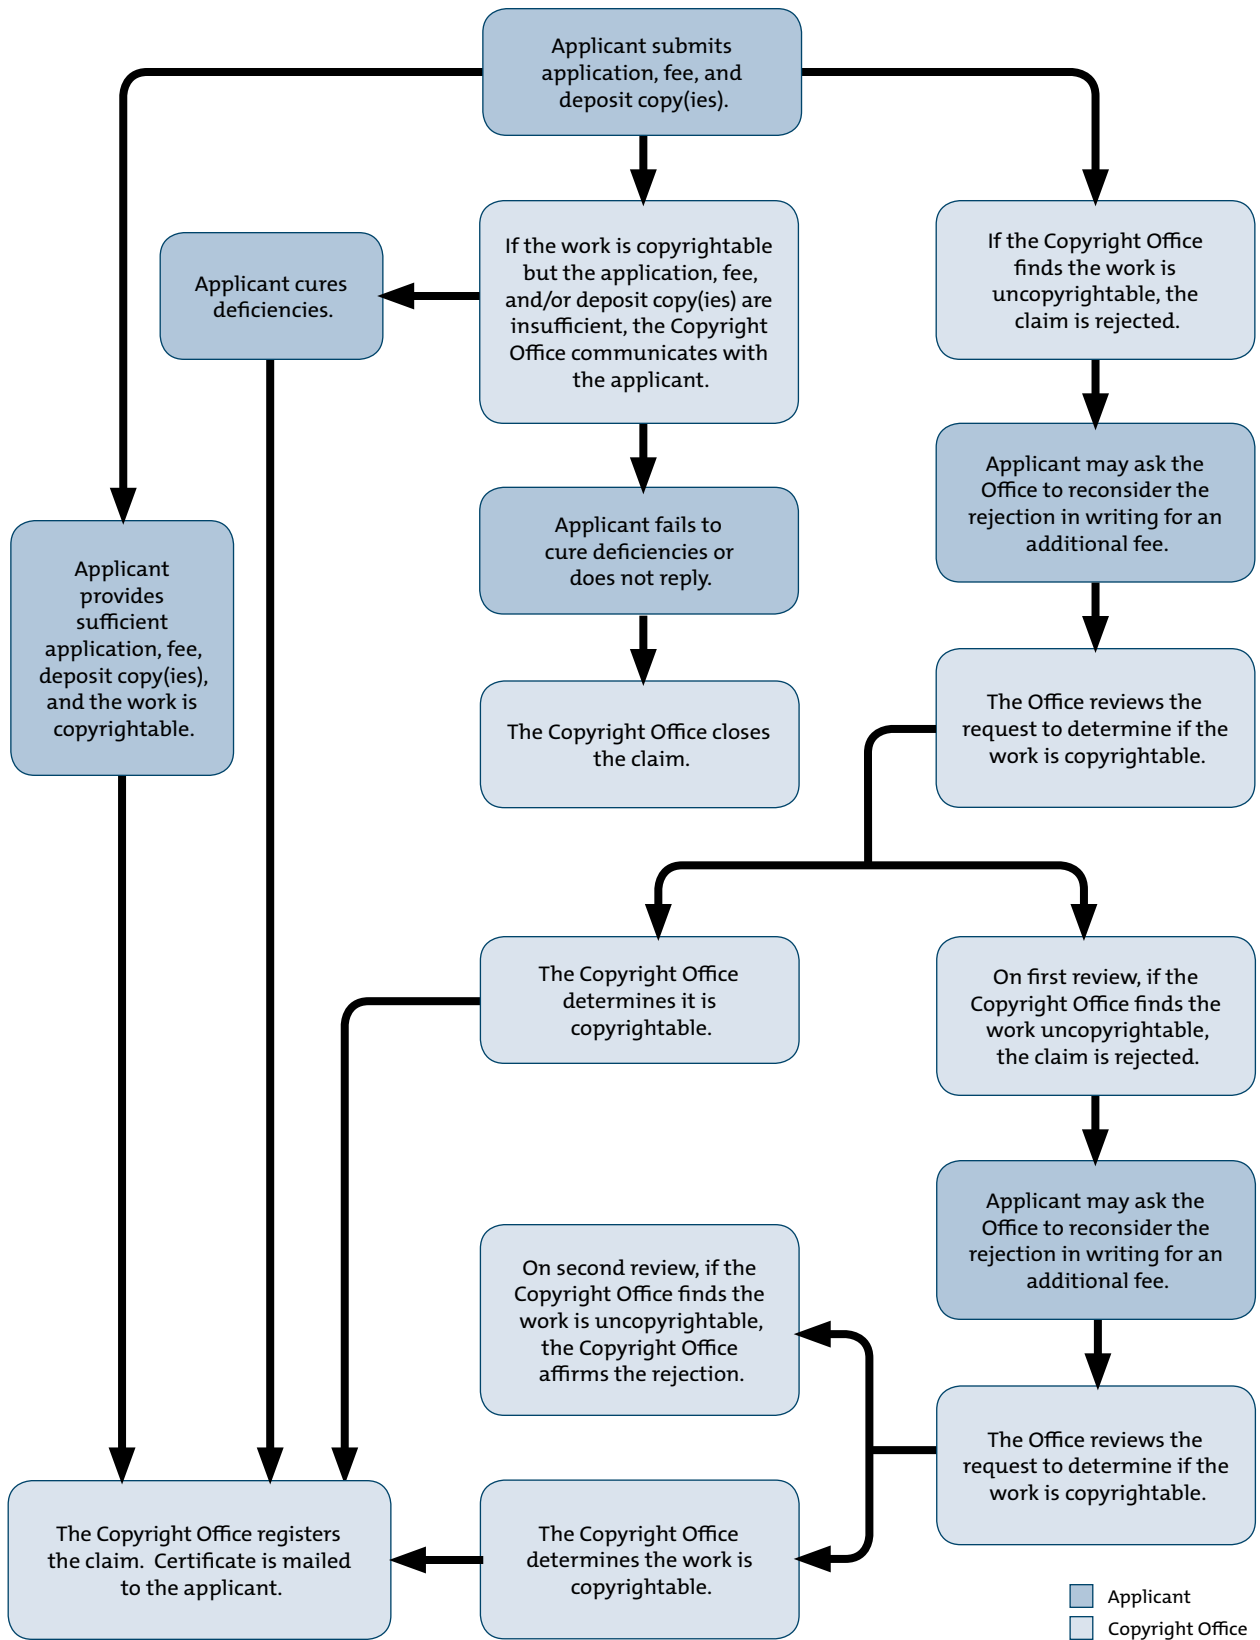 Applicant submits
application, fee, and
deposit copy(ies).
Applicant cures
deficiencies.
If the work is copyrightable
but the application, fee,
and/or deposit copy(ies) are
insufficient, the Copyright
Office communicates with
the applicant.
If the Copyright Office
finds the work is
uncopyrightable, the
claim is rejected.
Applicant
provides
sufficient
application, fee,
deposit copy(ies),
and the work is
copyrightable.
Applicant fails to
cure deficiencies or
does not reply.
Applicant may ask the
Office to reconsider the
rejection in writing for an
additional fee.
The Copyright Office closes
the claim.
The Office reviews the
request to determine if the
work is copyrightable.
The Copyright Office
determines it is
copyrightable.
On first review, if the
Copyright Office finds the
work uncopyrightable,
the claim is rejected.
Applicant may ask the
Office to reconsider the
rejection in writing for an
additional fee.
On second review, if the
Copyright Office finds the
work is uncopyrightable,
the Copyright Office
affirms the rejection.
The Office reviews the
request to determine if the
work is copyrightable.
The Copyright Office registers
the claim. Certificate is mailed
to the applicant.
The Copyright Office
determines the work is
copyrightable.
Applicant
Copyright Office